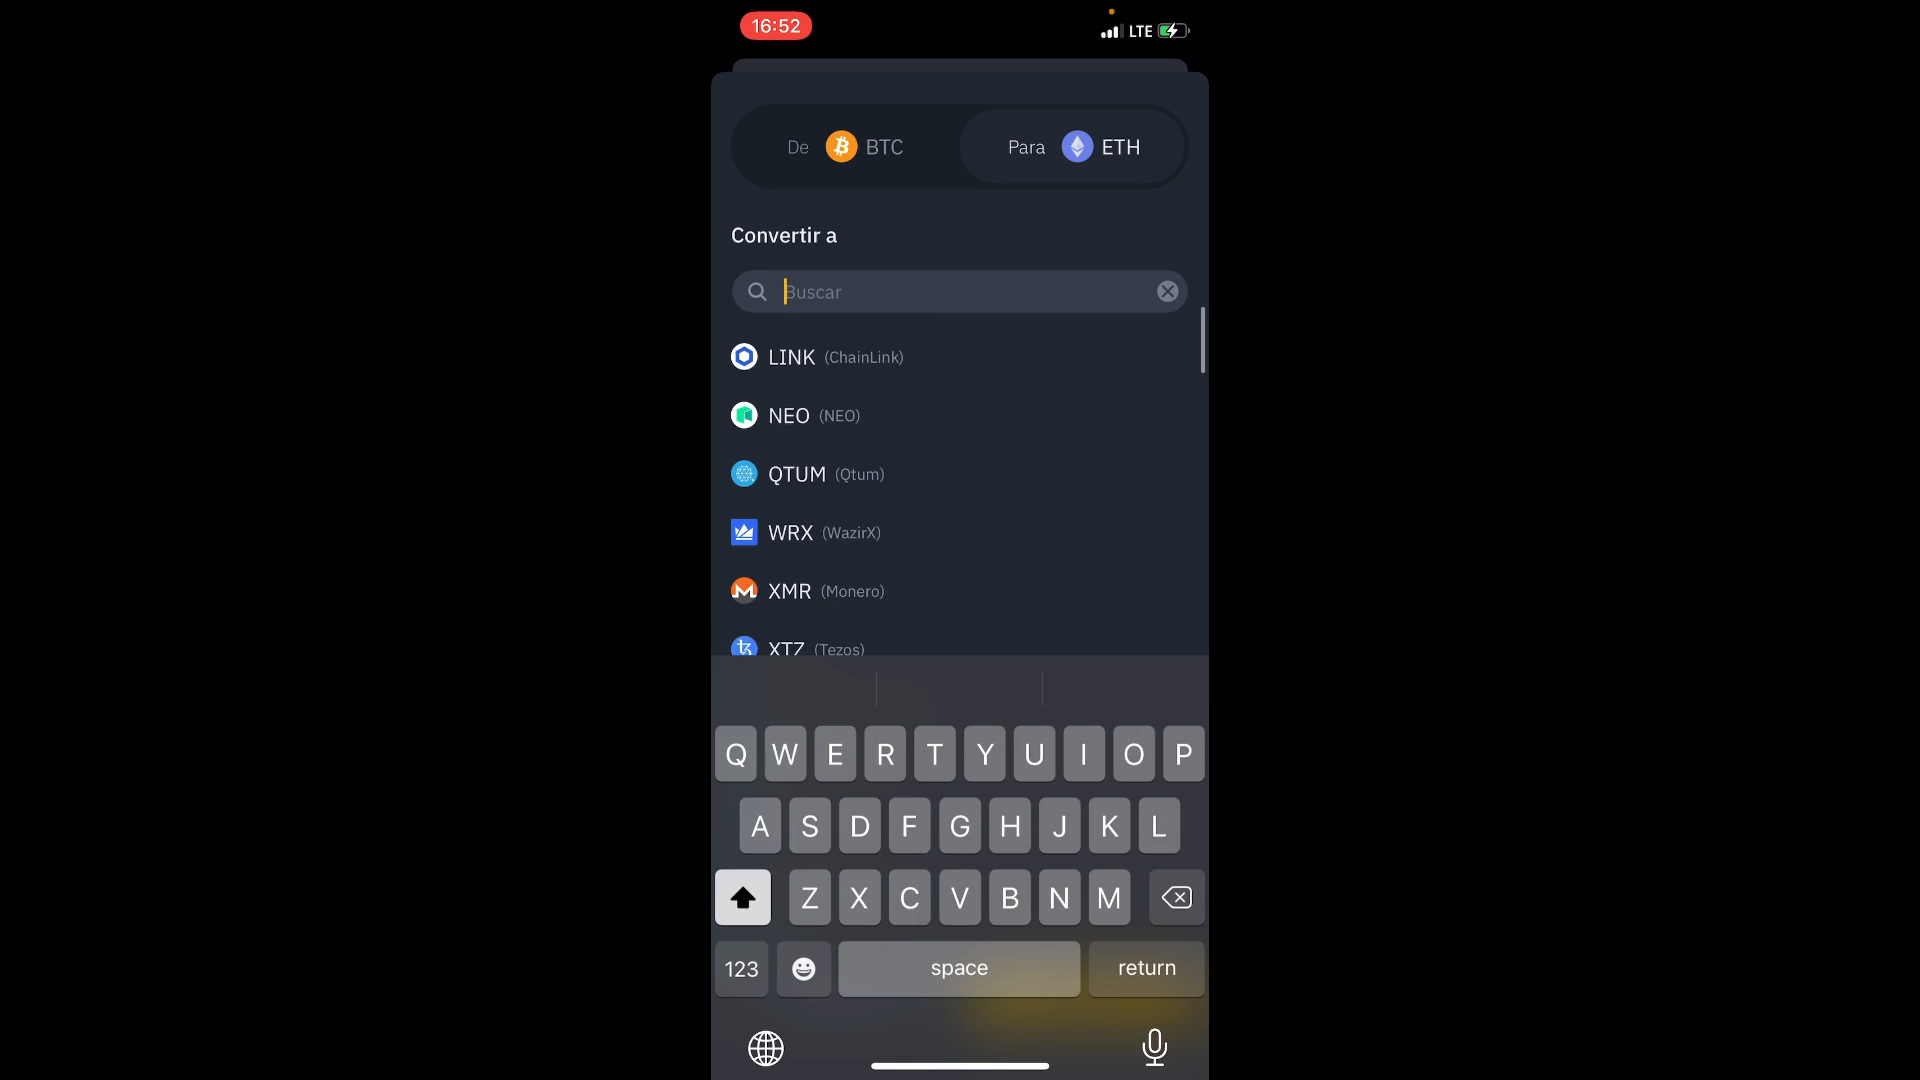 16:52
LTE
De BTC Para ETH
Convertir a
Buscar
LINK (ChainLink)
NEO (NEO)
QTUM (Qtum)
WRX (WazirX)
XMR (Monero)
XTZ (Tezos)
Q W E R T Y U I O P
A S D F G H J K L
Z X C V B N M
123 space return